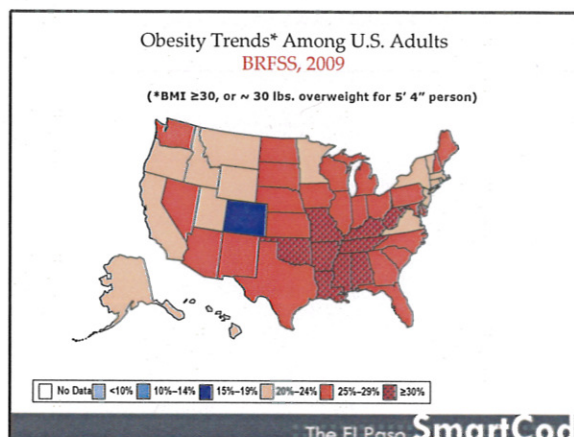 Obesity Trends* Among U.S. Adults
BRFSS, 2009
(*BMI ≥30, or ~ 30 lbs. overweight for 5' 4" person)
No Data <10% 10%–14% 15%–19% 20%–24% 25%–29% ≥30%
The El Paso SmartCod